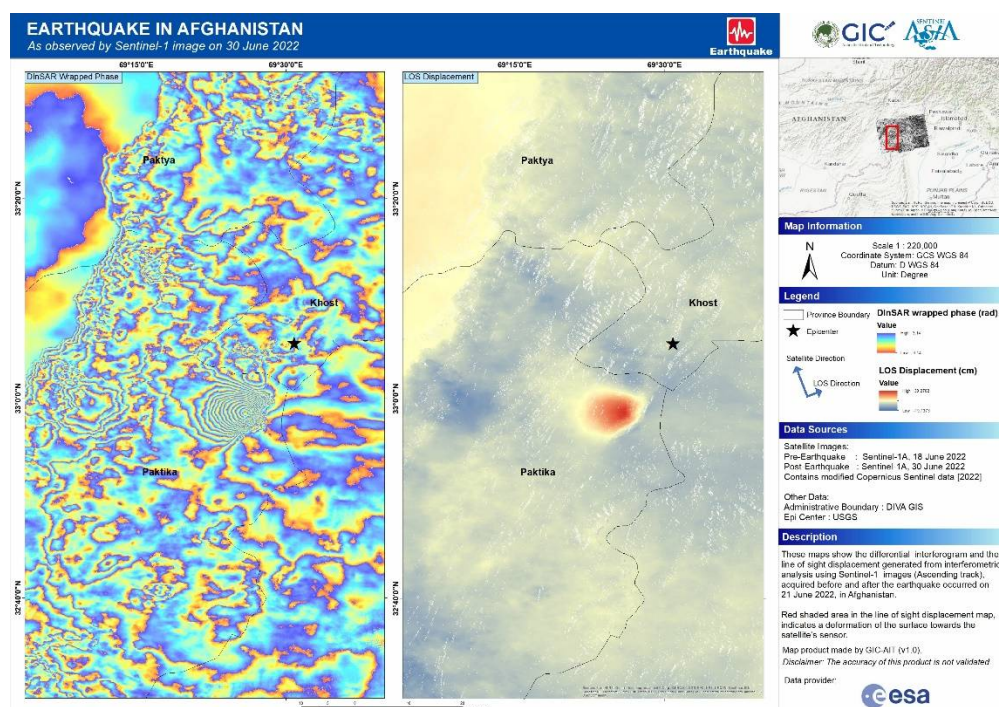 EARTHQUAKE IN AFGHANISTAN
As observed by Sentinel-1 image on 30 June 2022
Earthquake
GIC
SENTINEL
ASIA
69°15'0"E 69°30'0"E
69°15'0"E 69°30'0"E
DInSAR Wrapped Phase
LOS Displacement
Paktya
Khost
Paktika
Paktya
Khost
Paktika
33°20'0"N
33°0'0"N
32°40'0"N
33°20'0"N
33°0'0"N
32°40'0"N
AFGHANISTAN
Map Information
N
Scale 1 : 220,000
Coordinate System: GCS WGS 84
Datum: D WGS 84
Unit: Degree
Legend
Province Boundary
Epicenter
Satellite Direction
LOS Direction
DInSAR wrapped phase (rad)
Value
LOS Displacement (cm)
Value
Data Sources
Satellite Images:
Pre-Earthquake : Sentinel-1A, 18 June 2022
Post Earthquake : Sentinel 1A, 30 June 2022
Contains modified Copernicus Sentinel data [2022]
Other Data:
Administrative Boundary : DIVA GIS
Epi Center : USGS
Description
These maps show the differential interferogram and the
line of sight displacement generated from interferometric
analysis using Sentinel-1 images (Ascending track),
acquired before and after the earthquake occurred on
21 June 2022, in Afghanistan.
Red shaded area in the line of sight displacement map,
indicates a deformation of the surface towards the
satellite's sensor.
Map product made by GIC-AIT (v1.0).
Disclaimer: The accuracy of this product is not validated
Data provider:
esa